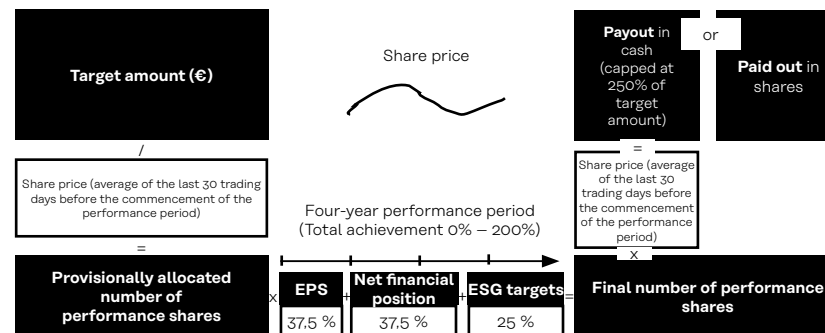 Target amount (€)
/
Share price (average of the last 30 trading
days before the commencement of the
performance period)
=
Provisionally allocated
number of
performance shares
x
Share price
Four-year performance period
(Total achievement 0% – 200%)
EPS
37.5 %
+
Net financial
position
37.5 %
+
ESG targets
25 %
=
Payout in
cash
(capped at
250% of
target
amount)
or
Paid out in
shares
=
Share price (average
of the last 30
trading days before
the commencement
of the performance
period)
x
Final number of performance
shares